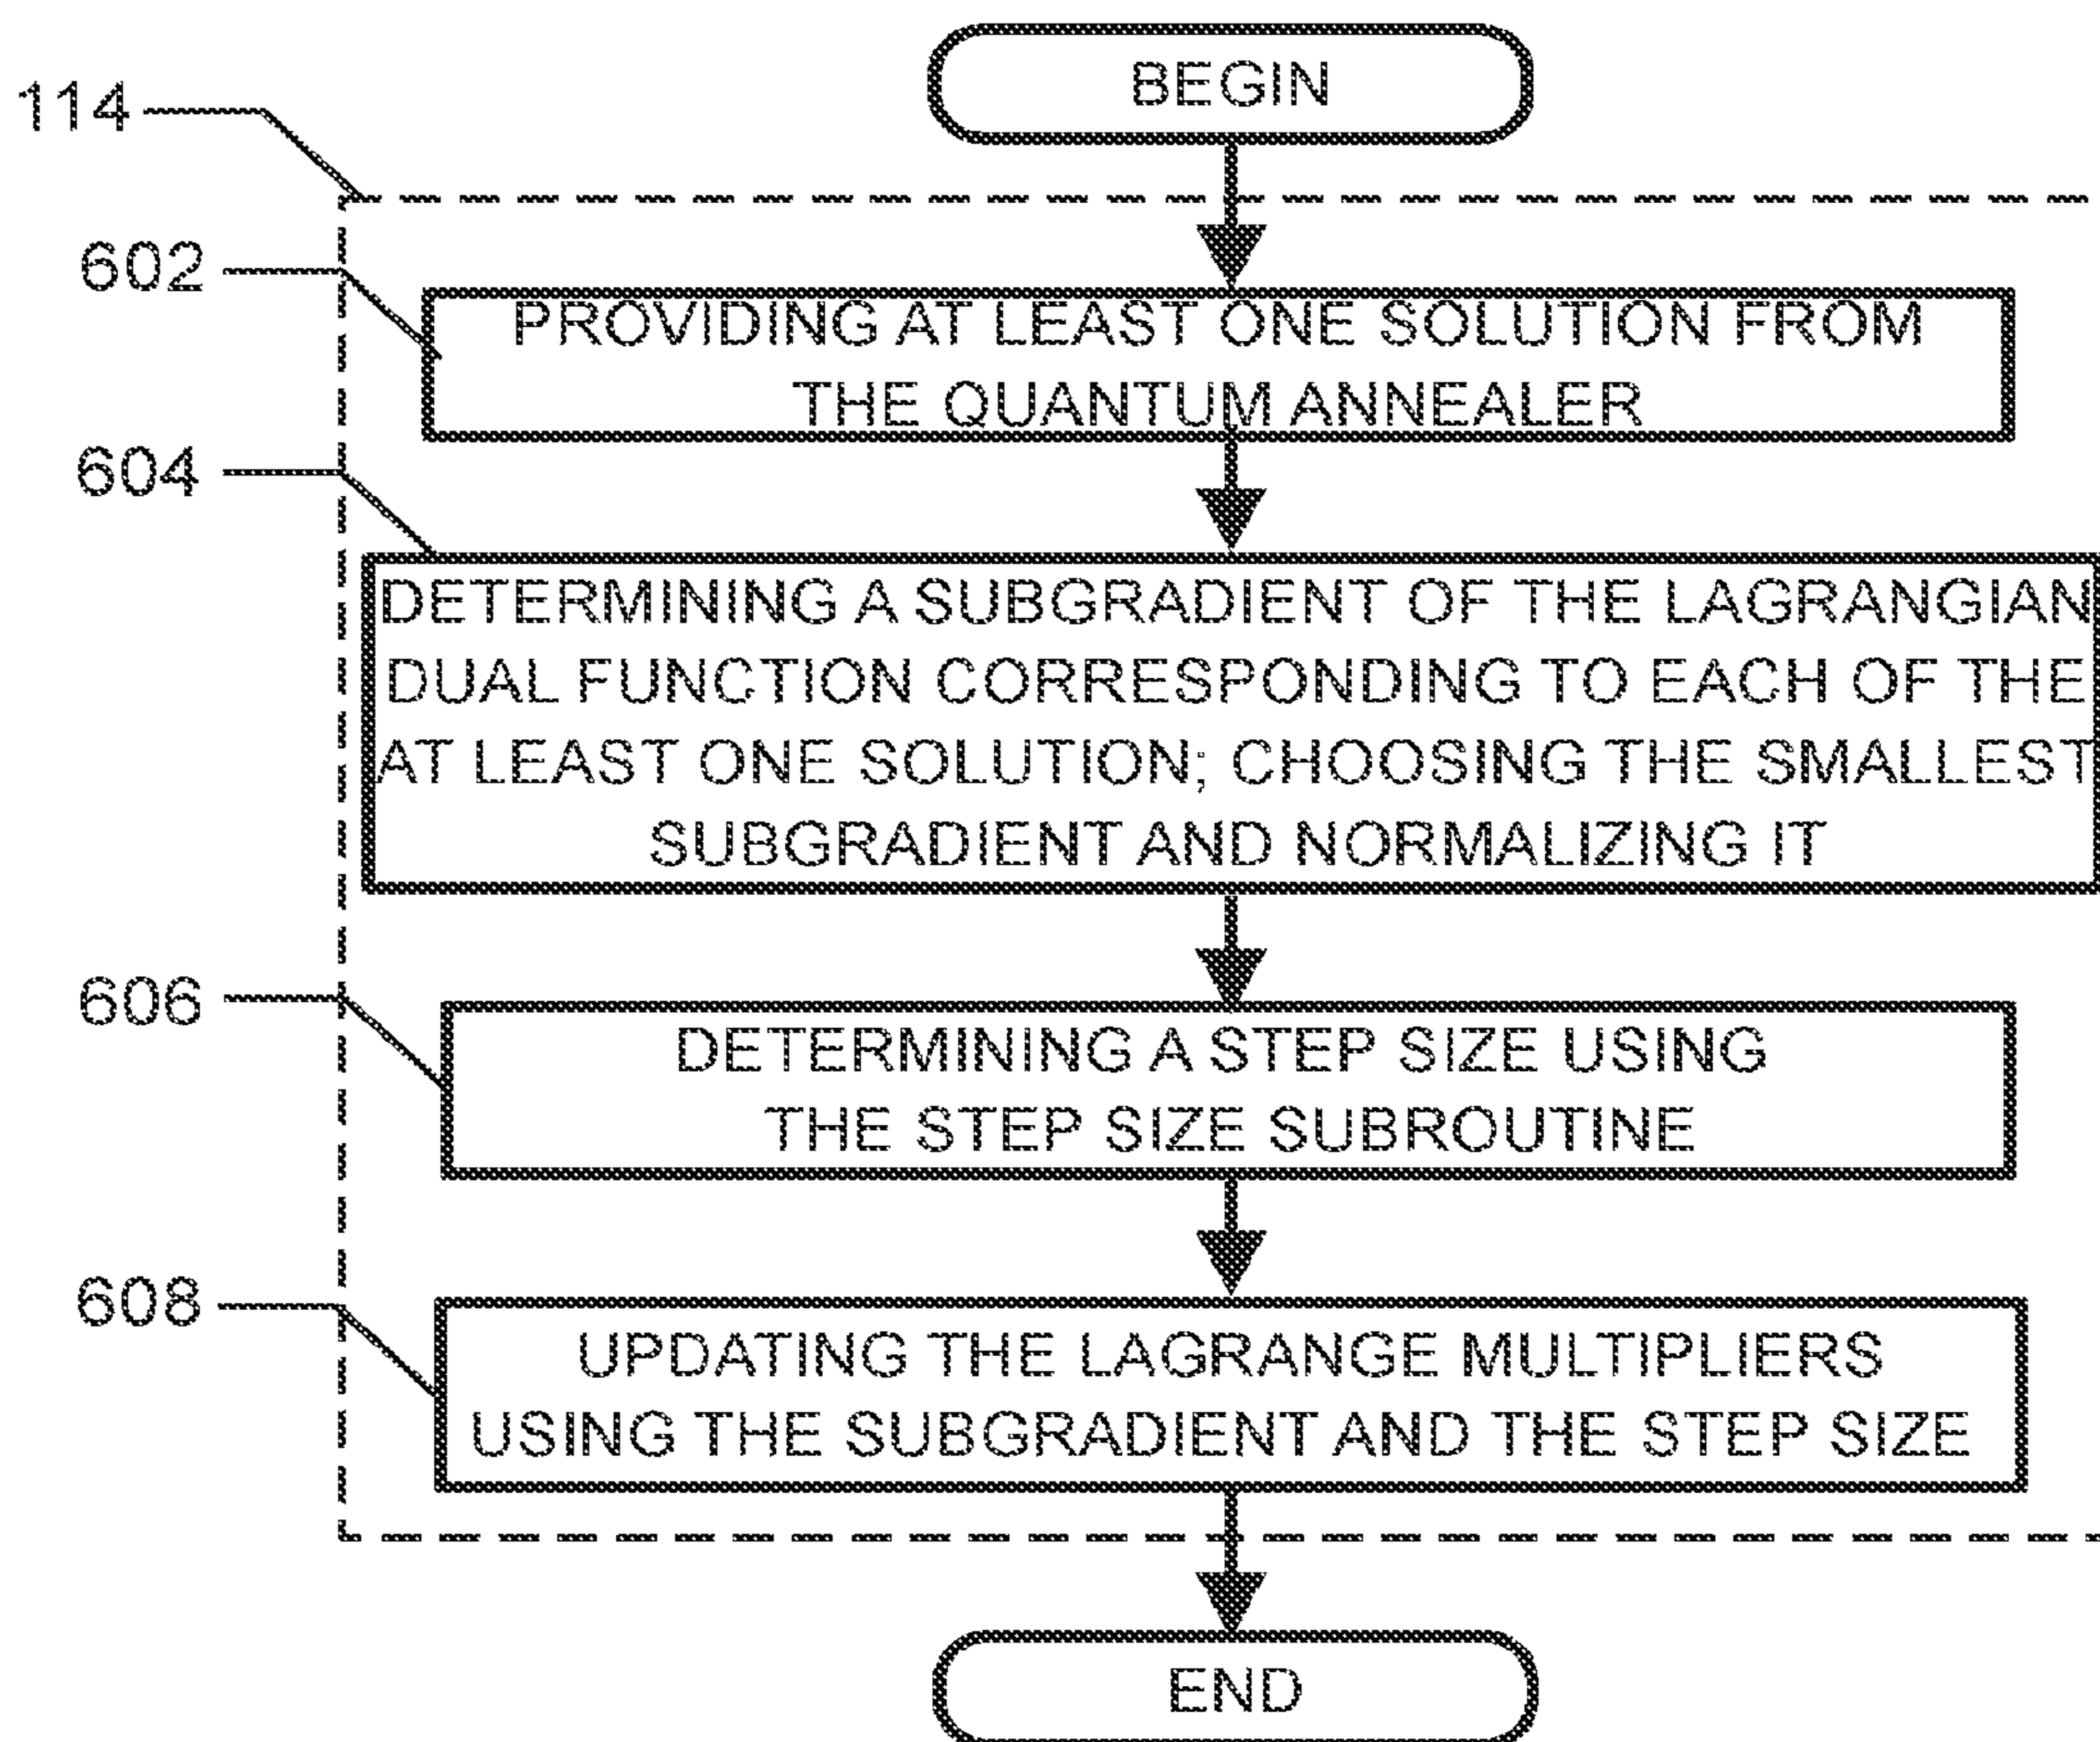 BEGIN
114
602
PROVIDING AT LEAST ONE SOLUTION FROM
THE QUANTUM ANNEALER
604
DETERMINING A SUBGRADIENT OF THE LAGRANGIAN
DUAL FUNCTION CORRESPONDING TO EACH OF THE
AT LEAST ONE SOLUTION; CHOOSING THE SMALLEST
SUBGRADIENT AND NORMALIZING IT
606
DETERMINING A STEP SIZE USING
THE STEP SIZE SUBROUTINE
608
UPDATING THE LAGRANGE MULTIPLIERS
USING THE SUBGRADIENT AND THE STEP SIZE
END